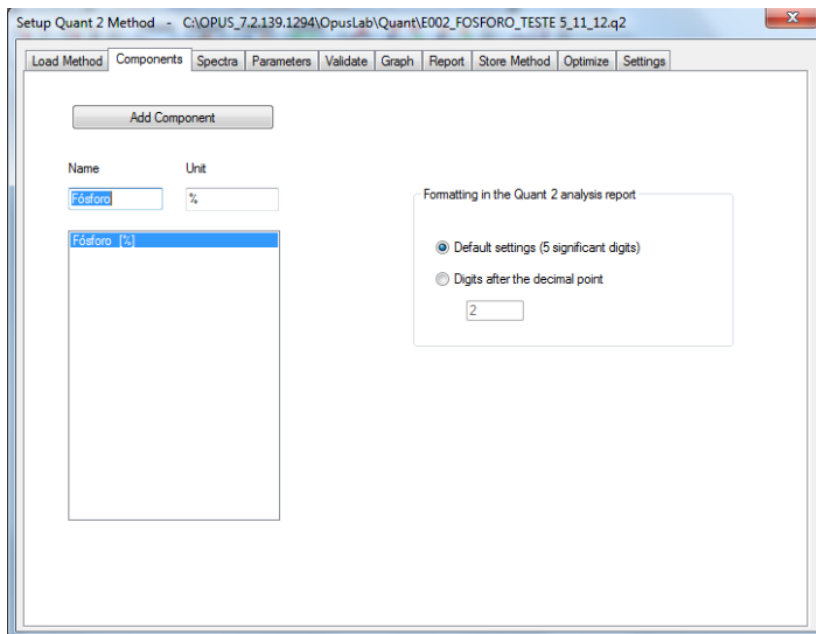 Setup Quant 2 Method - C:\OPUS_7.2.139.1294\OpusLab\Quant\E002_FOSFORO_TESTE 5_11_12.q2
Load Method Components Spectra Parameters Validate Graph Report Store Method Optimize Settings
Add Component
Name Unit
Fósforo %
Fósforo [%]
Formatting in the Quant 2 analysis report
Default settings (5 significant digits)
Digits after the decimal point
2